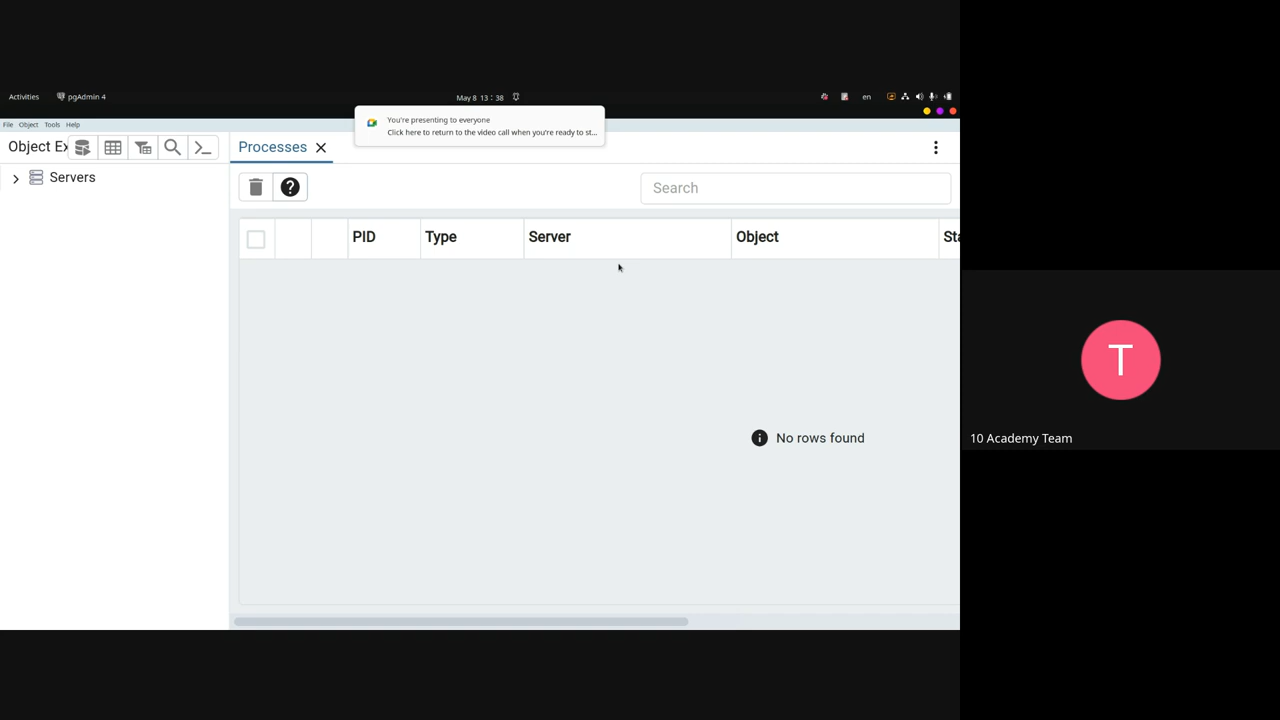 Activities
pgAdmin 4
May 8 13:38
en
You're presenting to everyone
Click here to return to the video call when you're ready to st...
File Object Tools Help
Object Ex
Processes
Servers
Search
PID Type Server Object Sta
No rows found
T
10 Academy Team